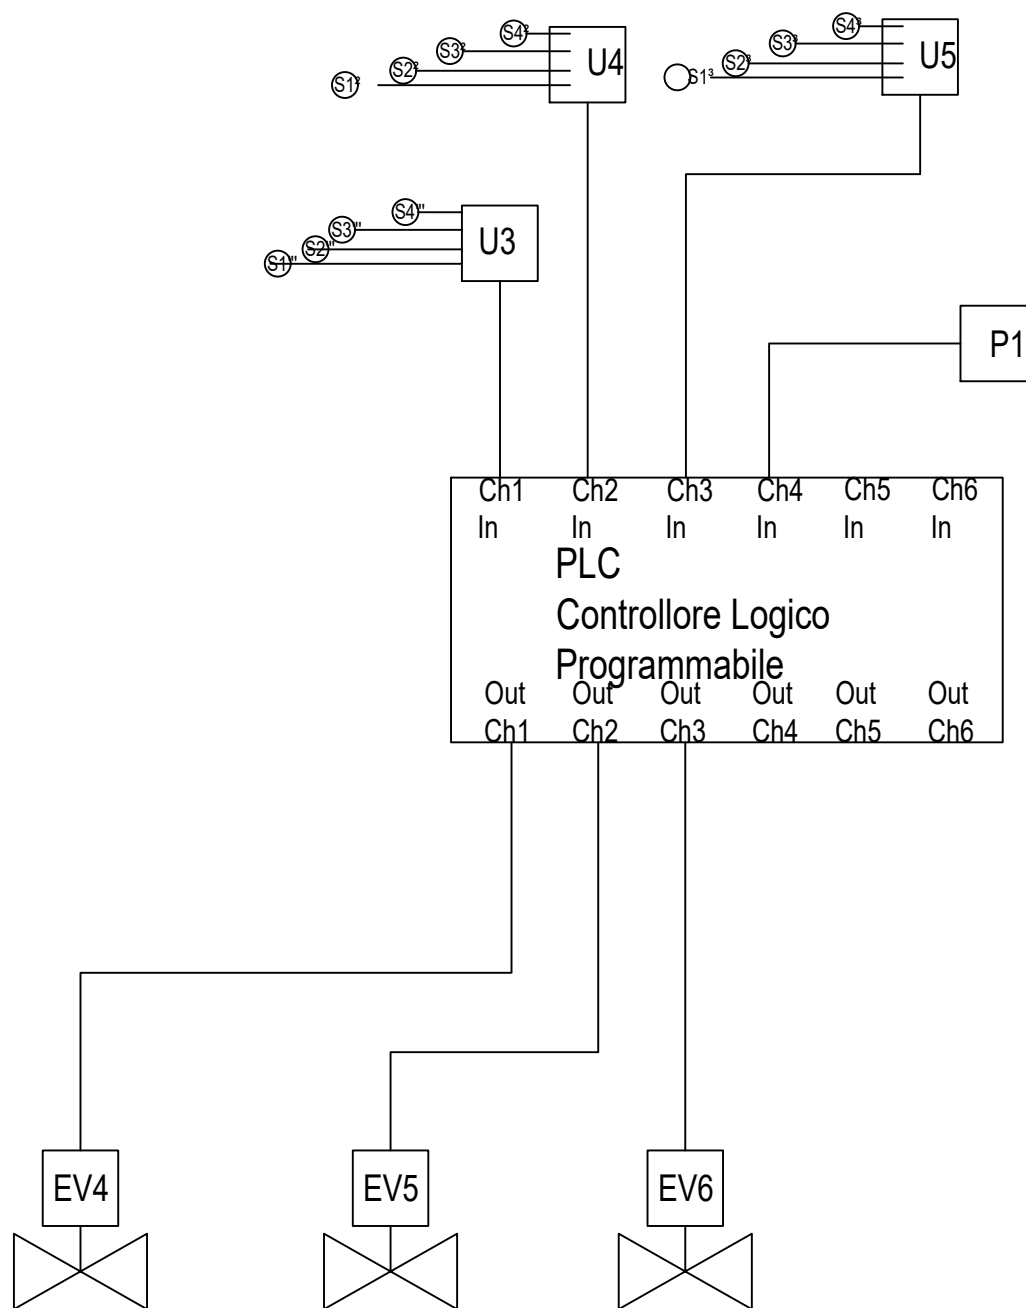 S4²
S3²
S2²
S1²
U4
S4³
S3³
S2³
S1³
U5
S4'''
S3'''
S2'''
S1'''
U3
P1
Ch1 Ch2 Ch3 Ch4 Ch5 Ch6
In In In In In In
PLC
Controllore Logico
Programmabile
Out Out Out Out Out Out
Ch1 Ch2 Ch3 Ch4 Ch5 Ch6
EV4 EV5 EV6